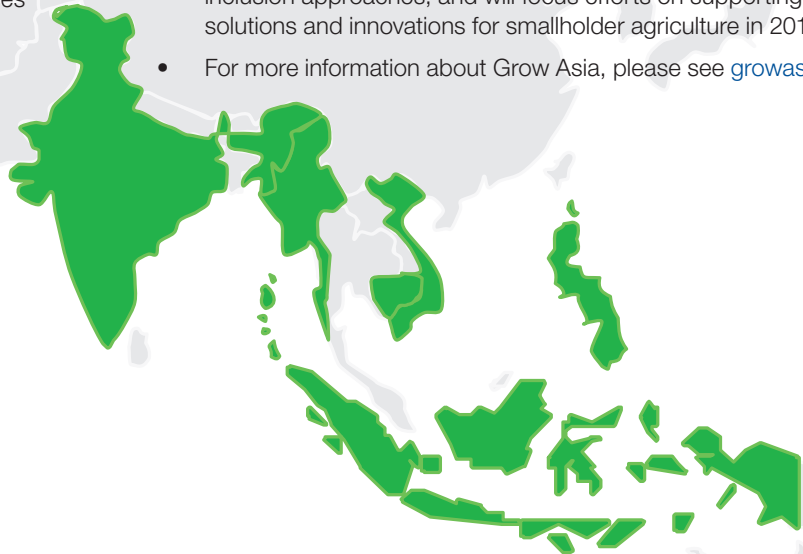 solutions and innovations for smallholder agriculture in 201
• For more information about Grow Asia, please see growas